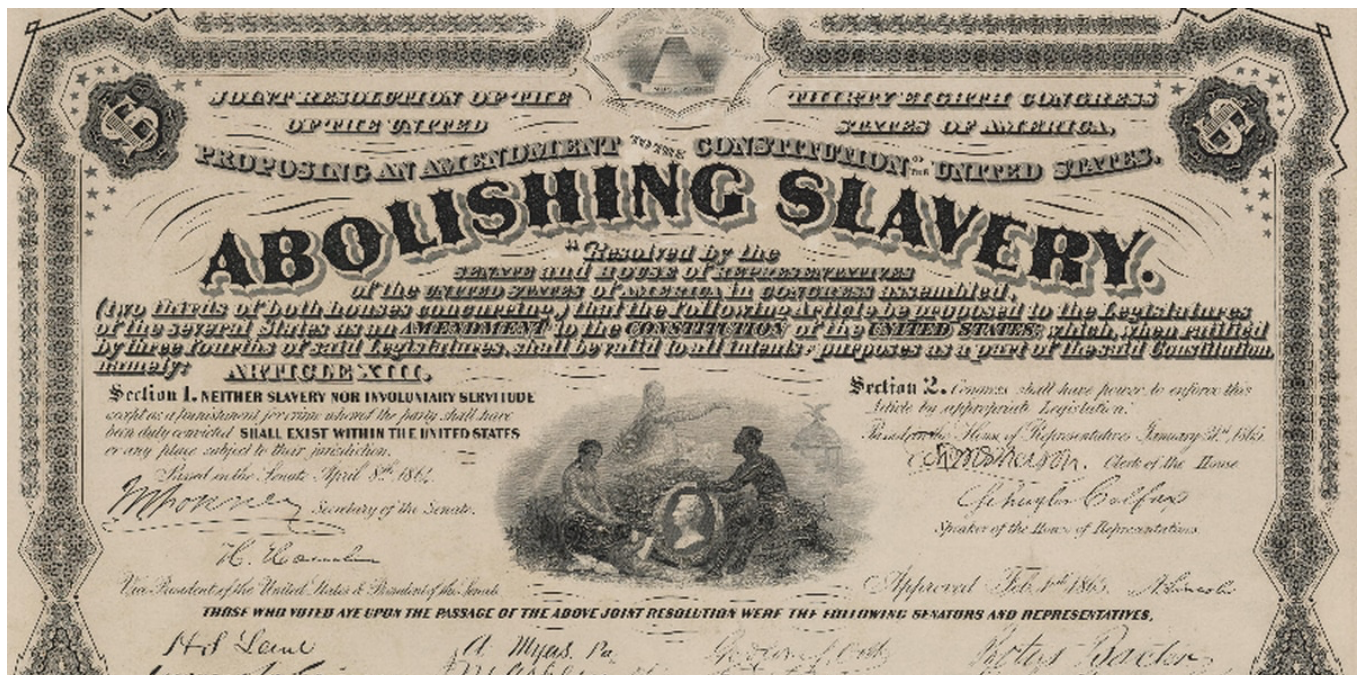 JOINT RESOLUTION OF THE THIRTY EIGHTH CONGRESS
OF THE UNITED STATES OF AMERICA,
PROPOSING AN AMENDMENT TO THE CONSTITUTION OF THE UNITED STATES.
ABOLISHING SLAVERY.
"Resolved by the
SENATE and HOUSE of REPRESENTATIVES
of the UNITED STATES of AMERICA in CONGRESS assembled,
(two thirds of both houses concurring,) that the following Article be proposed to the Legislatures
of the several States as an AMENDMENT to the CONSTITUTION of the UNITED STATES; which, when ratified
by three fourths of said Legislatures, shall be valid to all intents & purposes as a part of the said Constitution,
namely: ARTICLE XIII.
Section 1. NEITHER SLAVERY NOR INVOLUNTARY SERVITUDE
except as a punishment for crime whereof the party shall have
been duly convicted SHALL EXIST WITHIN THE UNITED STATES
or any place subject to their jurisdiction.
Passed in the Senate April 8th, 1864.
Secretary of the Senate.
H. Hamlin
Vice President of the United States & President of the Senate
Section 2. Congress shall have power to enforce this
Article by appropriate Legislation."
Passed in the House of Representatives January 31st, 1865.
Clerk of the House
Schuyler Colfax
Speaker of the House of Representatives
Approved Feb. 1st 1865. A. Lincoln
THOSE WHO VOTED AYE UPON THE PASSAGE OF THE ABOVE JOINT RESOLUTION WERE THE FOLLOWING SENATORS AND REPRESENTATIVES,
Lane A. Myers, Pa. Portus Baxter